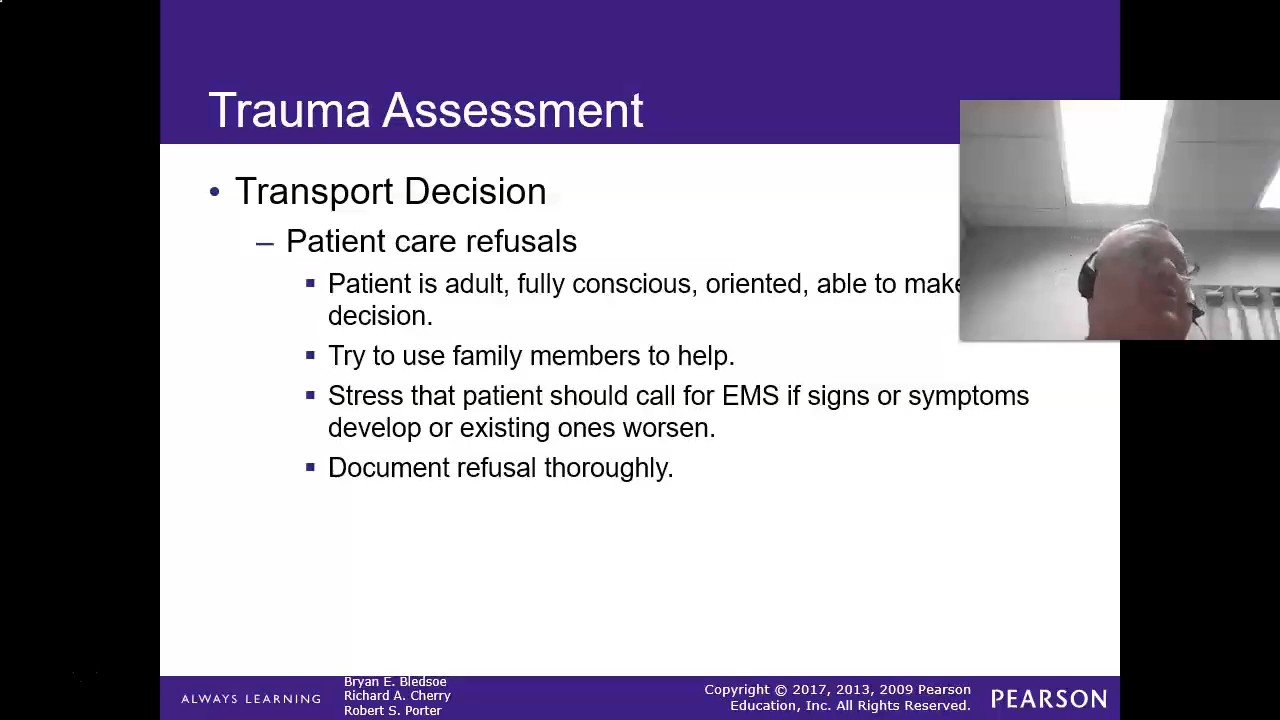 Trauma Assessment
• Transport Decision
– Patient care refusals
▪ Patient is adult, fully conscious, oriented, able to make
decision.
▪ Try to use family members to help.
▪ Stress that patient should call for EMS if signs or symptoms
develop or existing ones worsen.
▪ Document refusal thoroughly.
ALWAYS LEARNING
Bryan E. Bledsoe
Richard A. Cherry
Robert S. Porter
Copyright © 2017, 2013, 2009 Pearson
Education, Inc. All Rights Reserved.
PEARSON